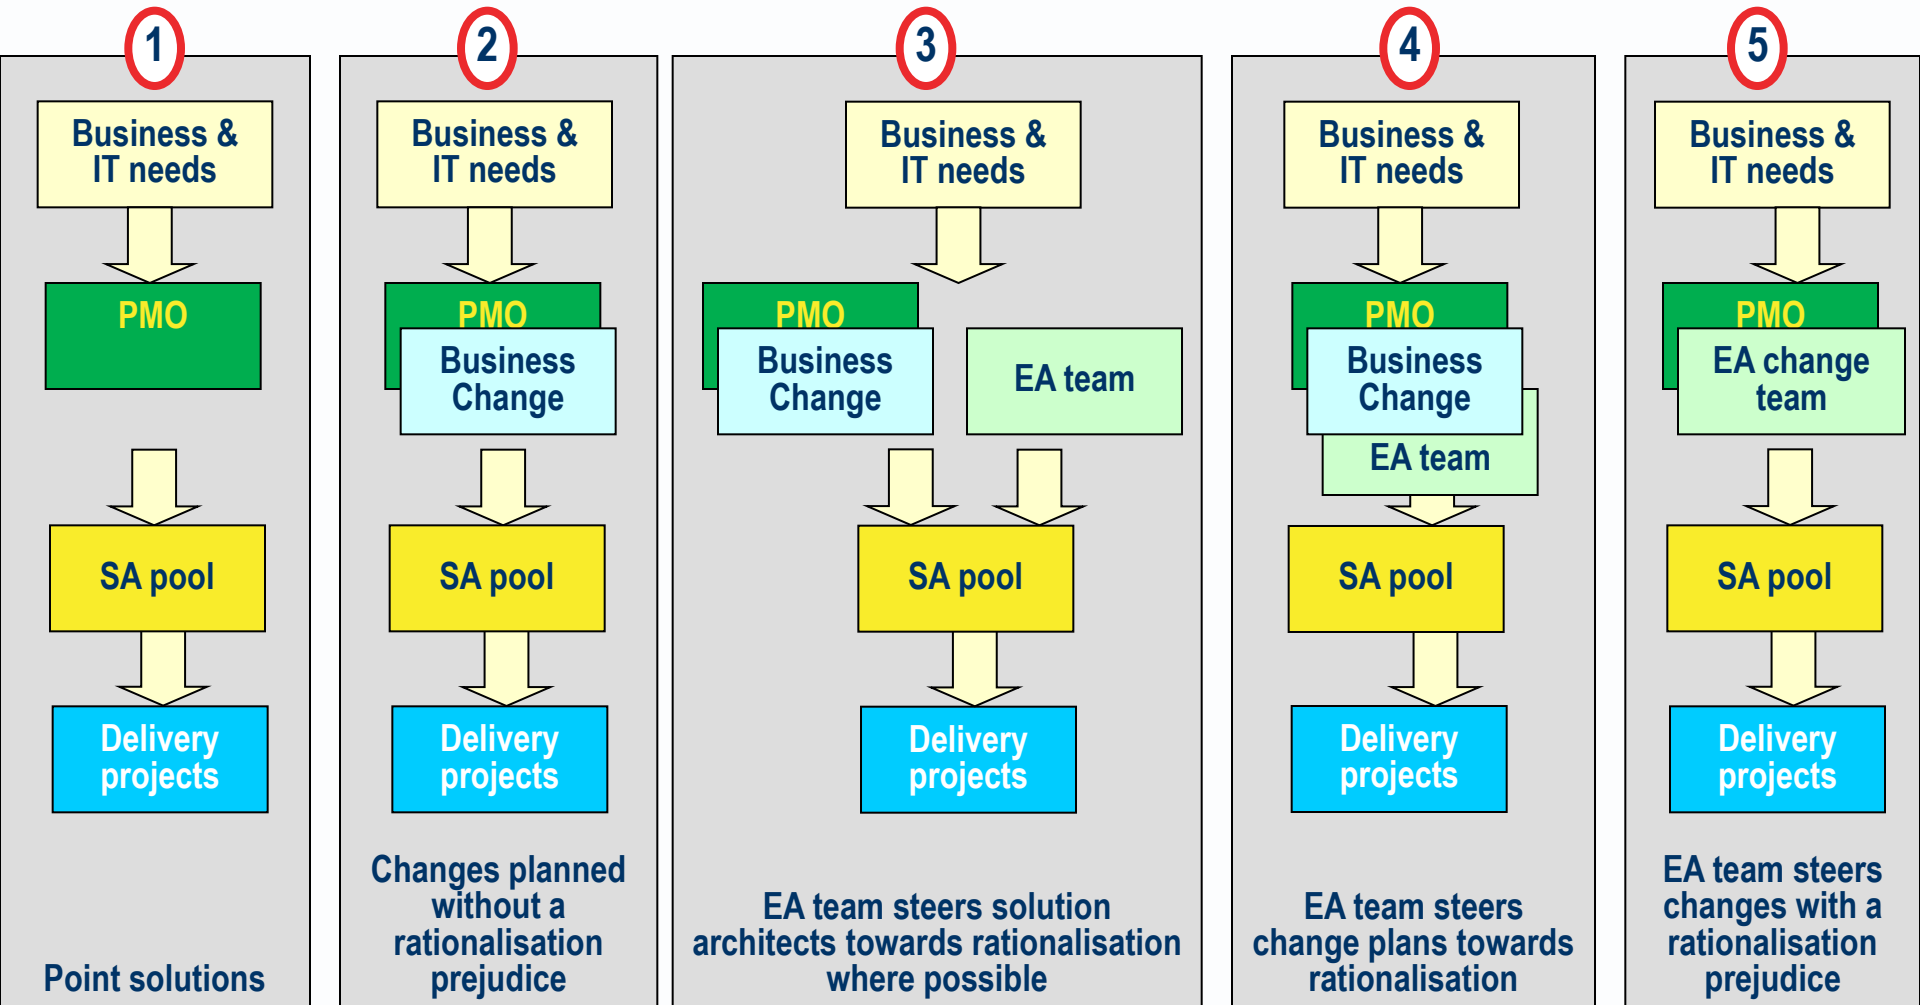 1
Business &
IT needs
PMO
SA pool
Delivery
projects
Point solutions
2
Business &
IT needs
PMO
Business
Change
SA pool
Delivery
projects
Changes planned
without a
rationalisation
prejudice
3
Business &
IT needs
PMO
Business
Change
EA team
SA pool
Delivery
projects
EA team steers solution
architects towards rationalisation
where possible
4
Business &
IT needs
PMO
Business
Change
EA team
SA pool
Delivery
projects
EA team steers
change plans towards
rationalisation
5
Business &
IT needs
PMO
EA change
team
SA pool
Delivery
projects
EA team steers
changes with a
rationalisation
prejudice